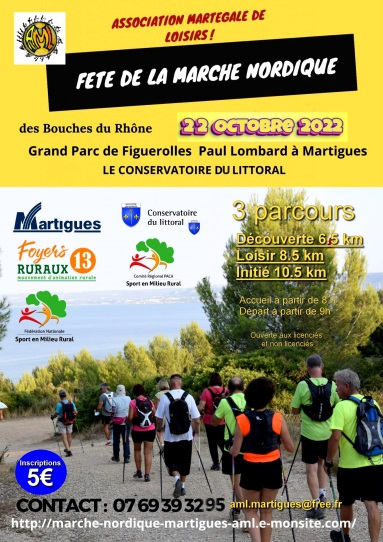 AML
ASSOCIATION MARTEGALE DE
LOISIRS !
FETE DE LA MARCHE NORDIQUE
des Bouches du Rhône
22 octobre 2022
Grand Parc de Figuerolles Paul Lombard à Martigues
LE CONSERVATOIRE DU LITTORAL
Martigues
Conservatoire
du littoral
Foyers
RURAUX 13
mouvement d'animation rurale
Comité Régional PACA
Sport en Milieu Rural
Fédération Nationale
Sport en Milieu Rural
3 parcours
Découverte 6,5 km
Loisir 8.5 km
Initié 10.5 km
Accueil à partir de 8
Départ à partir de 9h
Ouverte aux licenciés
et non licenciés
Inscriptions
5€
CONTACT : 07 69 39 32 95 aml.martigues@free.fr
http://marche-nordique-martigues-aml.e-monsite.com/